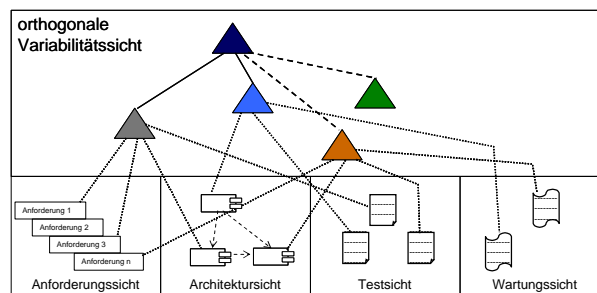 orthogonale
Variabilitätssicht
Anforderung 1
Anforderung 2
Anforderung 3
Anforderung n
Anforderungssicht
Architektursicht
Testsicht
Wartungssicht